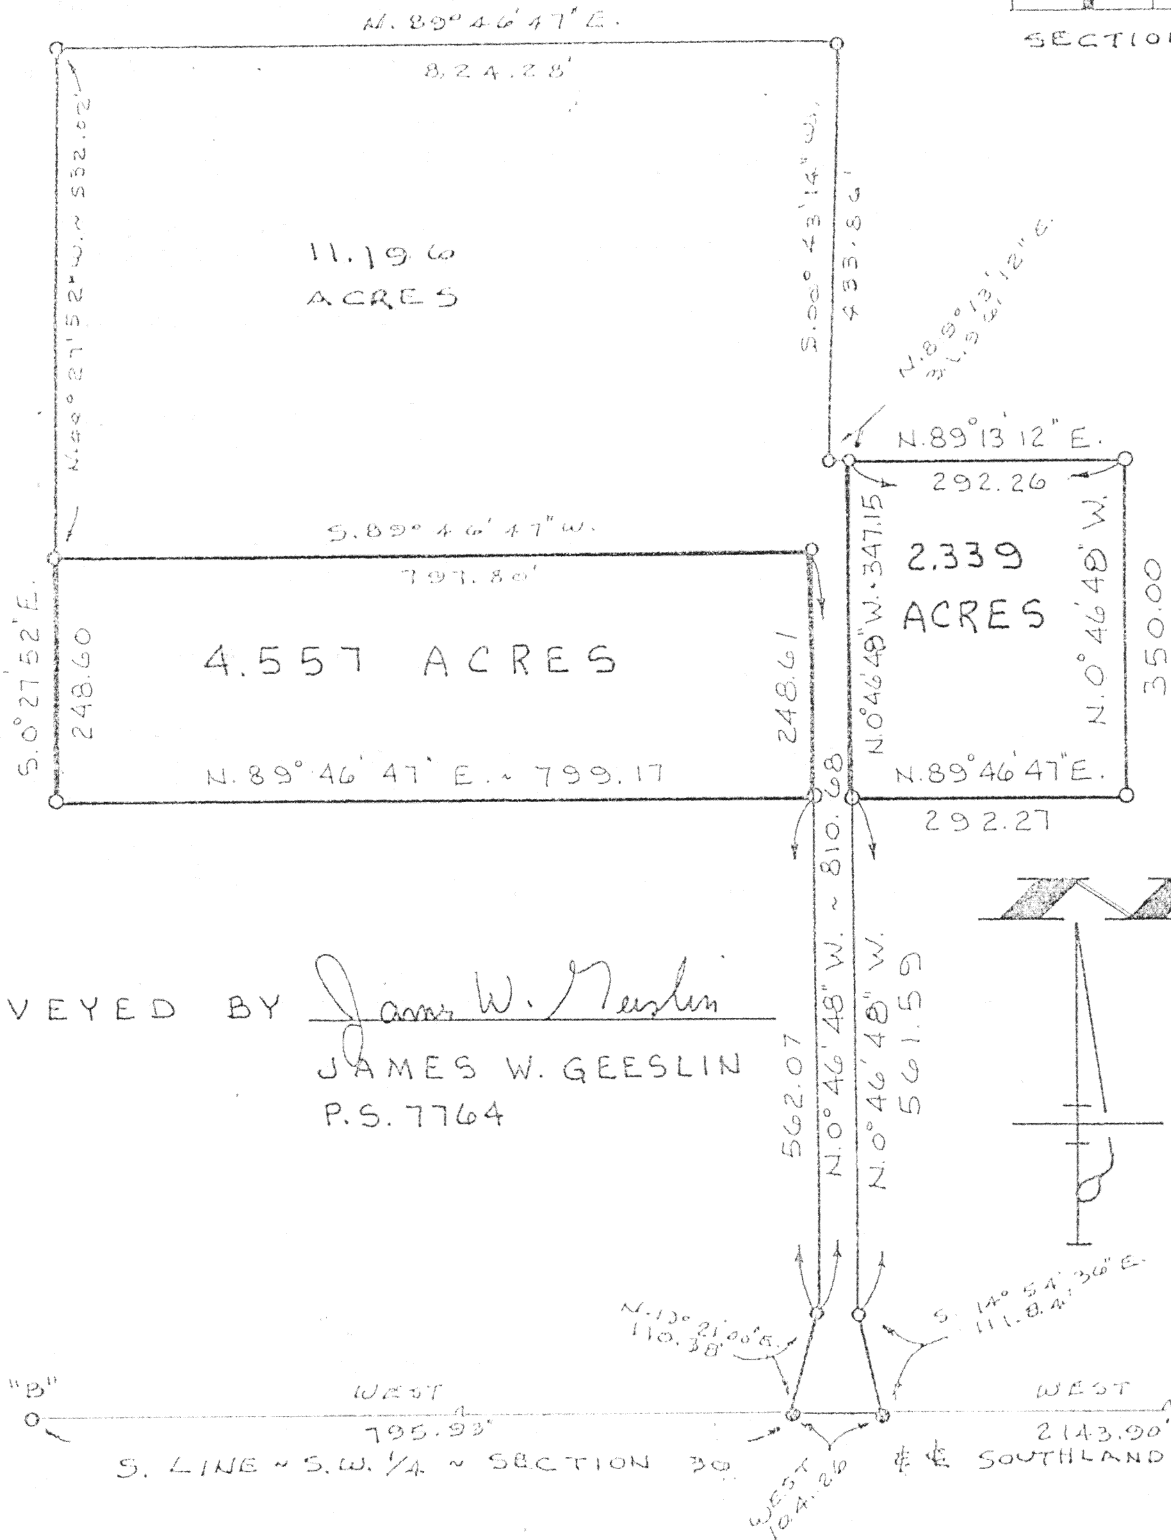 SECTION
N. 89° 46' 47" E.
824.28'
532.02'
S.00° 43' 14" W.
433.86'
11.196
ACRES
N. 89° 13' 12" E.
N.89° 13' 12" E.
292.26
S.89° 46' 47" W.
797.80'
N.0°46'48"W. · 347.15
2.339
ACRES
N.0°46'48" W.
350.00
S.0°27'52"E.
248.60
4.557 ACRES
248.61
N.89° 46' 47" E. ~ 799.17
N.89°46'47"E.
292.27
N.0°46'48" W. ~ 810.68
562.07
N.0°46'48" W.
561.59
VEYED BY James W. Geeslin
JAMES W. GEESLIN
P.S. 7764
110.38'
S. 14° 54' 36" E.
111.84'
"B"
WEST
795.93'
WEST
104.26
WEST
2143.90'
S. LINE ~ S.W. 1/4 ~ SECTION 30
SOUTHLAND